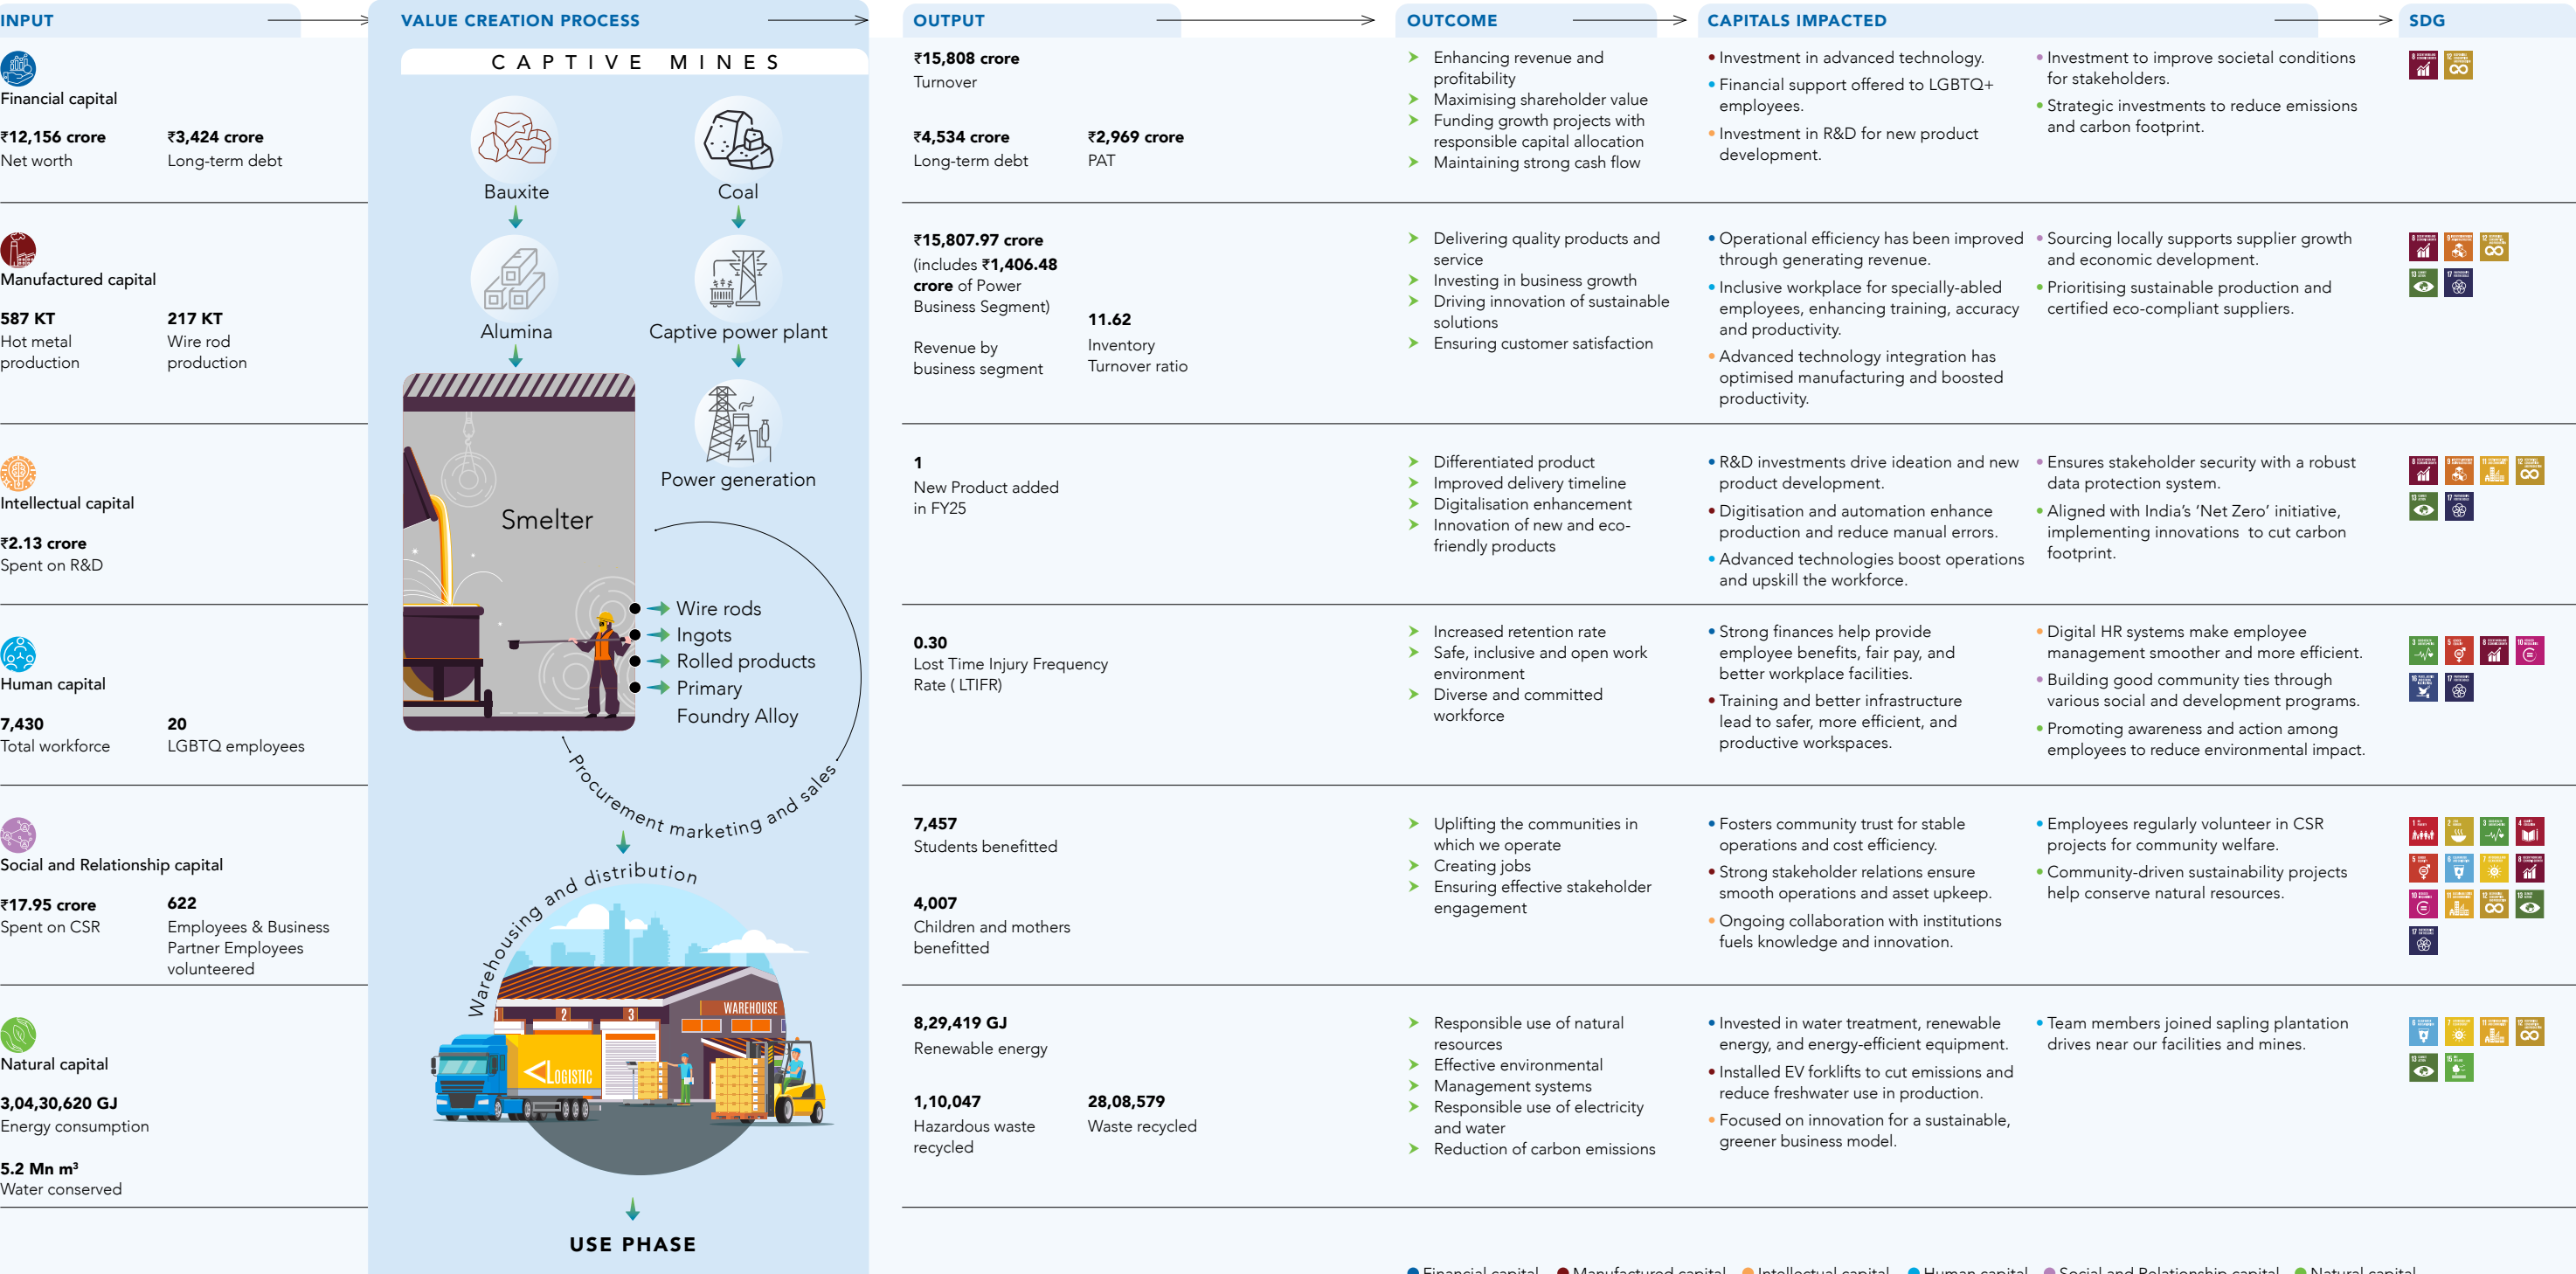 INPUT
VALUE CREATION PROCESS
OUTPUT
OUTCOME
CAPITALS IMPACTED
SDG
Financial capital
₹12,156 crore
Net worth
₹3,424 crore
Long-term debt
Manufactured capital
587 KT
Hot metal
production
217 KT
Wire rod
production
Intellectual capital
₹2.13 crore
Spent on R&D
Human capital
7,430
Total workforce
20
LGBTQ employees
Social and Relationship capital
₹17.95 crore
Spent on CSR
622
Employees & Business
Partner Employees
volunteered
Natural capital
3,04,30,620 GJ
Energy consumption
5.2 Mn m³
Water conserved
CAPTIVE MINES
Bauxite
Coal
Alumina
Captive power plant
Power generation
Smelter
Wire rods
Ingots
Rolled products
Primary
Foundry Alloy
Procurement marketing and sales
Warehousing and distribution
WAREHOUSE
2
3
LOGISTIC
USE PHASE
₹15,808 crore
Turnover
₹4,534 crore
Long-term debt
₹2,969 crore
PAT
₹15,807.97 crore
(includes ₹1,406.48
crore of Power
Business Segment)
Revenue by
business segment
11.62
Inventory
Turnover ratio
1
New Product added
in FY25
0.30
Lost Time Injury Frequency
Rate ( LTIFR)
7,457
Students benefitted
4,007
Children and mothers
benefitted
8,29,419 GJ
Renewable energy
1,10,047
Hazardous waste
recycled
28,08,579
Waste recycled
Enhancing revenue and
profitability
Maximising shareholder value
Funding growth projects with
responsible capital allocation
Maintaining strong cash flow
Delivering quality products and
service
Investing in business growth
Driving innovation of sustainable
solutions
Ensuring customer satisfaction
Differentiated product
Improved delivery timeline
Digitalisation enhancement
Innovation of new and eco-
friendly products
Increased retention rate
Safe, inclusive and open work
environment
Diverse and committed
workforce
Uplifting the communities in
which we operate
Creating jobs
Ensuring effective stakeholder
engagement
Responsible use of natural
resources
Effective environmental
Management systems
Responsible use of electricity
and water
Reduction of carbon emissions
• Investment in advanced technology.
• Financial support offered to LGBTQ+
employees.
• Investment in R&D for new product
development.
• Investment to improve societal conditions
for stakeholders.
• Strategic investments to reduce emissions
and carbon footprint.
• Operational efficiency has been improved
through generating revenue.
• Inclusive workplace for specially-abled
employees, enhancing training, accuracy
and productivity.
• Advanced technology integration has
optimised manufacturing and boosted
productivity.
• Sourcing locally supports supplier growth
and economic development.
• Prioritising sustainable production and
certified eco-compliant suppliers.
• R&D investments drive ideation and new
product development.
• Digitisation and automation enhance
production and reduce manual errors.
• Advanced technologies boost operations
and upskill the workforce.
• Ensures stakeholder security with a robust
data protection system.
• Aligned with India's 'Net Zero' initiative,
implementing innovations to cut carbon
footprint.
• Strong finances help provide
employee benefits, fair pay, and
better workplace facilities.
• Training and better infrastructure
lead to safer, more efficient, and
productive workspaces.
• Digital HR systems make employee
management smoother and more efficient.
• Building good community ties through
various social and development programs.
• Promoting awareness and action among
employees to reduce environmental impact.
• Fosters community trust for stable
operations and cost efficiency.
• Strong stakeholder relations ensure
smooth operations and asset upkeep.
• Ongoing collaboration with institutions
fuels knowledge and innovation.
• Employees regularly volunteer in CSR
projects for community welfare.
• Community-driven sustainability projects
help conserve natural resources.
• Invested in water treatment, renewable
energy, and energy-efficient equipment.
• Installed EV forklifts to cut emissions and
reduce freshwater use in production.
• Focused on innovation for a sustainable,
greener business model.
• Team members joined sapling plantation
drives near our facilities and mines.
Financial capital
Manufactured capital
Intellectual capital
Human capital
Social and Relationship capital
Natural capital